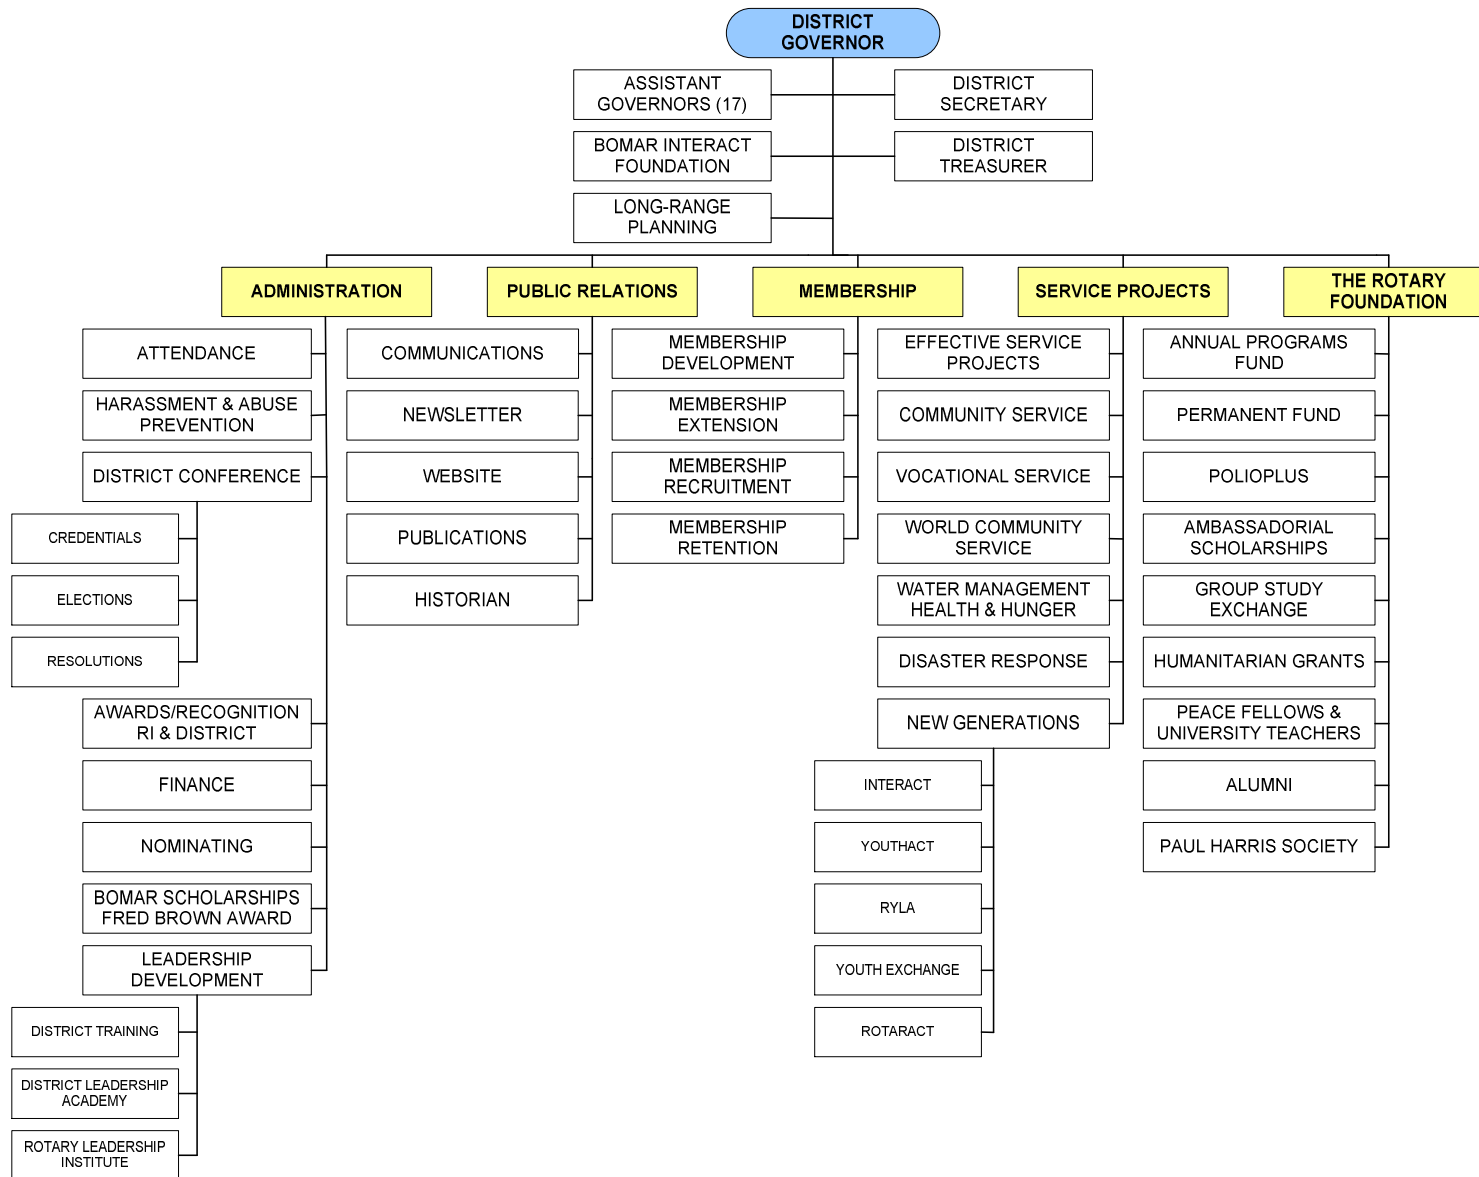 DISTRICT
GOVERNOR
ASSISTANT
GOVERNORS (17)
DISTRICT
SECRETARY
BOMAR INTERACT
FOUNDATION
DISTRICT
TREASURER
LONG-RANGE
PLANNING
ADMINISTRATION
ATTENDANCE
HARASSMENT & ABUSE
PREVENTION
DISTRICT CONFERENCE
CREDENTIALS
ELECTIONS
RESOLUTIONS
AWARDS/RECOGNITION
RI & DISTRICT
FINANCE
NOMINATING
BOMAR SCHOLARSHIPS
FRED BROWN AWARD
LEADERSHIP
DEVELOPMENT
DISTRICT TRAINING
DISTRICT LEADERSHIP
ACADEMY
ROTARY LEADERSHIP
INSTITUTE
PUBLIC RELATIONS
COMMUNICATIONS
NEWSLETTER
WEBSITE
PUBLICATIONS
HISTORIAN
MEMBERSHIP
MEMBERSHIP
DEVELOPMENT
MEMBERSHIP
EXTENSION
MEMBERSHIP
RECRUITMENT
MEMBERSHIP
RETENTION
SERVICE PROJECTS
EFFECTIVE SERVICE
PROJECTS
COMMUNITY SERVICE
VOCATIONAL SERVICE
WORLD COMMUNITY
SERVICE
WATER MANAGEMENT
HEALTH & HUNGER
DISASTER RESPONSE
NEW GENERATIONS
INTERACT
YOUTHACT
RYLA
YOUTH EXCHANGE
ROTARACT
THE ROTARY
FOUNDATION
ANNUAL PROGRAMS
FUND
PERMANENT FUND
POLIOPLUS
AMBASSADORIAL
SCHOLARSHIPS
GROUP STUDY
EXCHANGE
HUMANITARIAN GRANTS
PEACE FELLOWS &
UNIVERSITY TEACHERS
ALUMNI
PAUL HARRIS SOCIETY